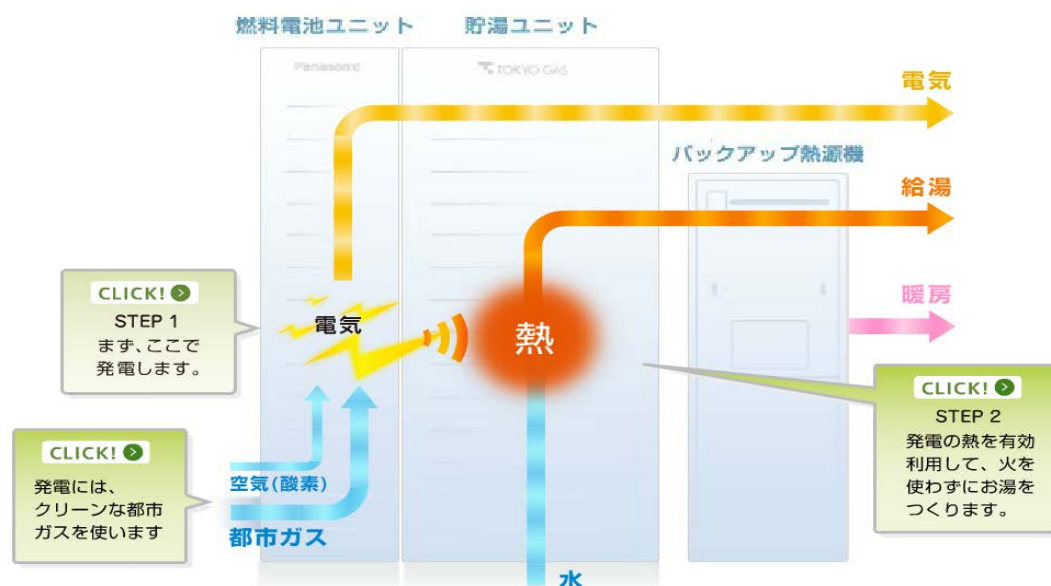 燃料電池ユニット
貯湯ユニット
Panasonic
TOKYO GAS
電気
バックアップ熱源機
給湯
暖房
CLICK!
STEP 1
まず、ここで
発電します。
電気
熱
CLICK!
STEP 2
発電の熱を有効
利用して、火を
使わずにお湯を
つくります。
CLICK!
発電には、
クリーンな都市
ガスを使います
空気(酸素)
都市ガス
水